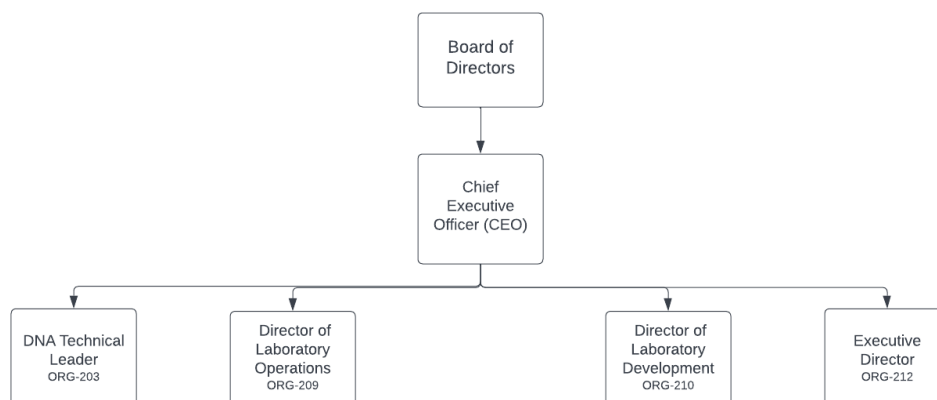 Board of
Directors
Chief
Executive
Officer (CEO)
DNA Technical
Leader
ORG-203
Director of
Laboratory
Operations
ORG-209
Director of
Laboratory
Development
ORG-210
Executive
Director
ORG-212